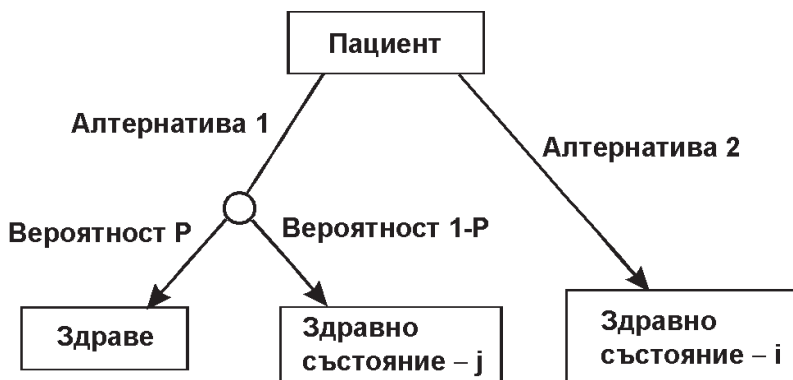 Пациент
Алтернатива 1
Алтернатива 2
Вероятност P
Вероятност 1-P
Здраве
Здравно
състояние – j
Здравно
състояние – i